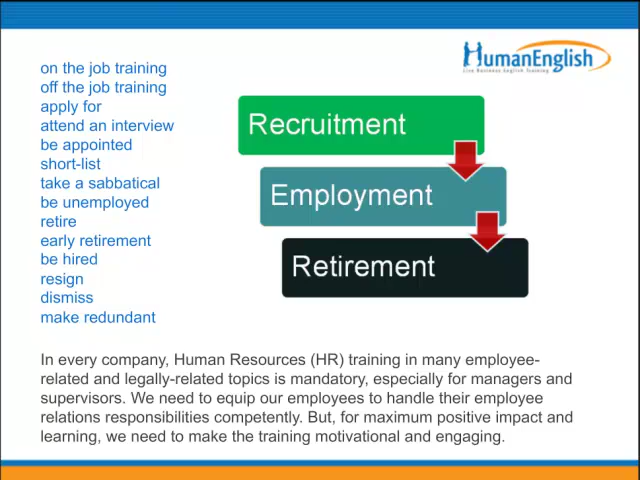 HumanEnglish
Live Business English Training
on the job training
off the job training
apply for
attend an interview
be appointed
short-list
take a sabbatical
be unemployed
retire
early retirement
be hired
resign
dismiss
make redundant
Recruitment
Employment
Retirement
In every company, Human Resources (HR) training in many employee-
related and legally-related topics is mandatory, especially for managers and
supervisors. We need to equip our employees to handle their employee
relations responsibilities competently. But, for maximum positive impact and
learning, we need to make the training motivational and engaging.